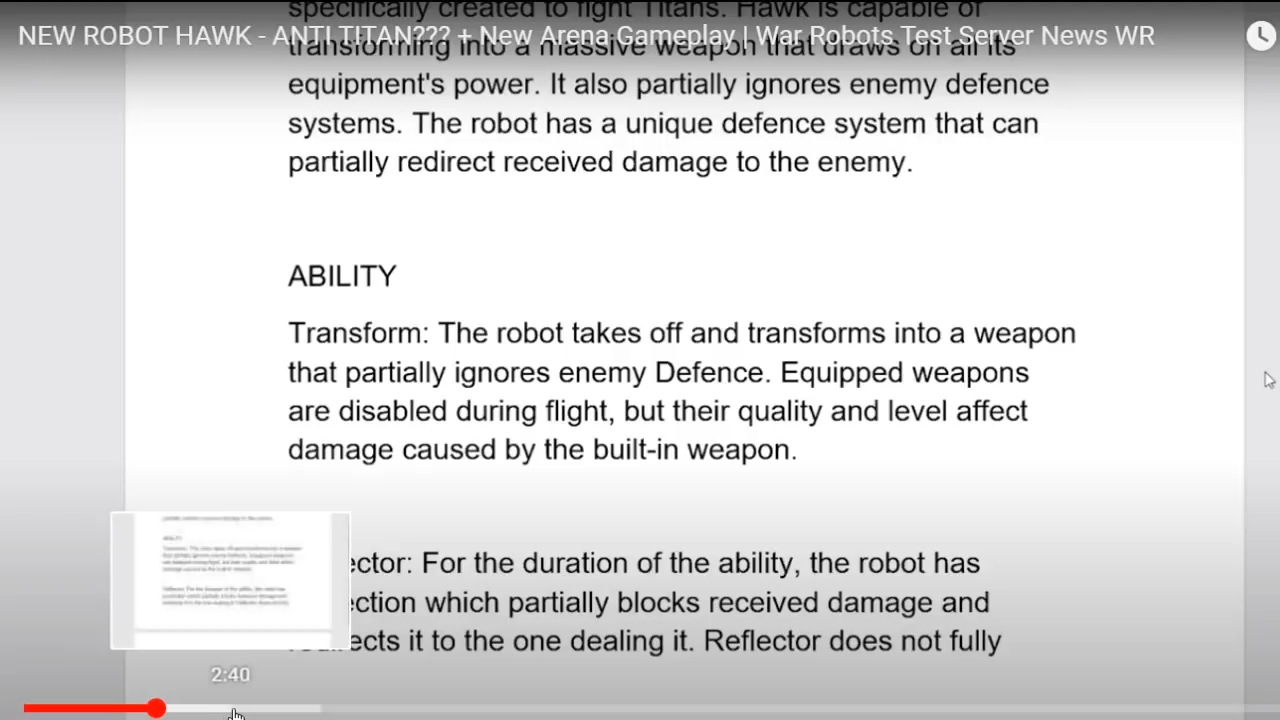 specifically created to fight Titans. Hawk is capable of
NEW ROBOT HAWK - ANTI TITAN??? + New Arena Gameplay | War Robots Test Server News WR
transforming into a massive weapon that draws on all its
equipment's power. It also partially ignores enemy defence
systems. The robot has a unique defence system that can
partially redirect received damage to the enemy.
ABILITY
Transform: The robot takes off and transforms into a weapon
that partially ignores enemy Defence. Equipped weapons
are disabled during flight, but their quality and level affect
damage caused by the built-in weapon.
ector: For the duration of the ability, the robot has
ection which partially blocks received damage and
redirects it to the one dealing it. Reflector does not fully
2:40